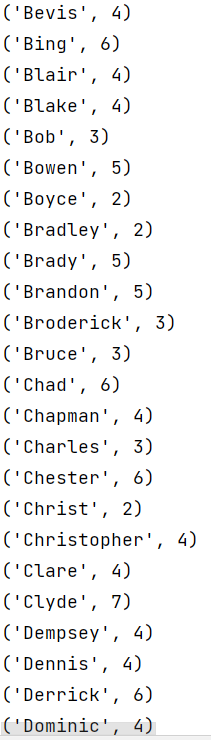 ('Bevis', 4)
('Bing', 6)
('Blair', 4)
('Blake', 4)
('Bob', 3)
('Bowen', 5)
('Boyce', 2)
('Bradley', 2)
('Brady', 5)
('Brandon', 5)
('Broderick', 3)
('Bruce', 3)
('Chad', 6)
('Chapman', 4)
('Charles', 3)
('Chester', 6)
('Christ', 2)
('Christopher', 4)
('Clare', 4)
('Clyde', 7)
('Dempsey', 4)
('Dennis', 4)
('Derrick', 6)
('Dominic', 4)